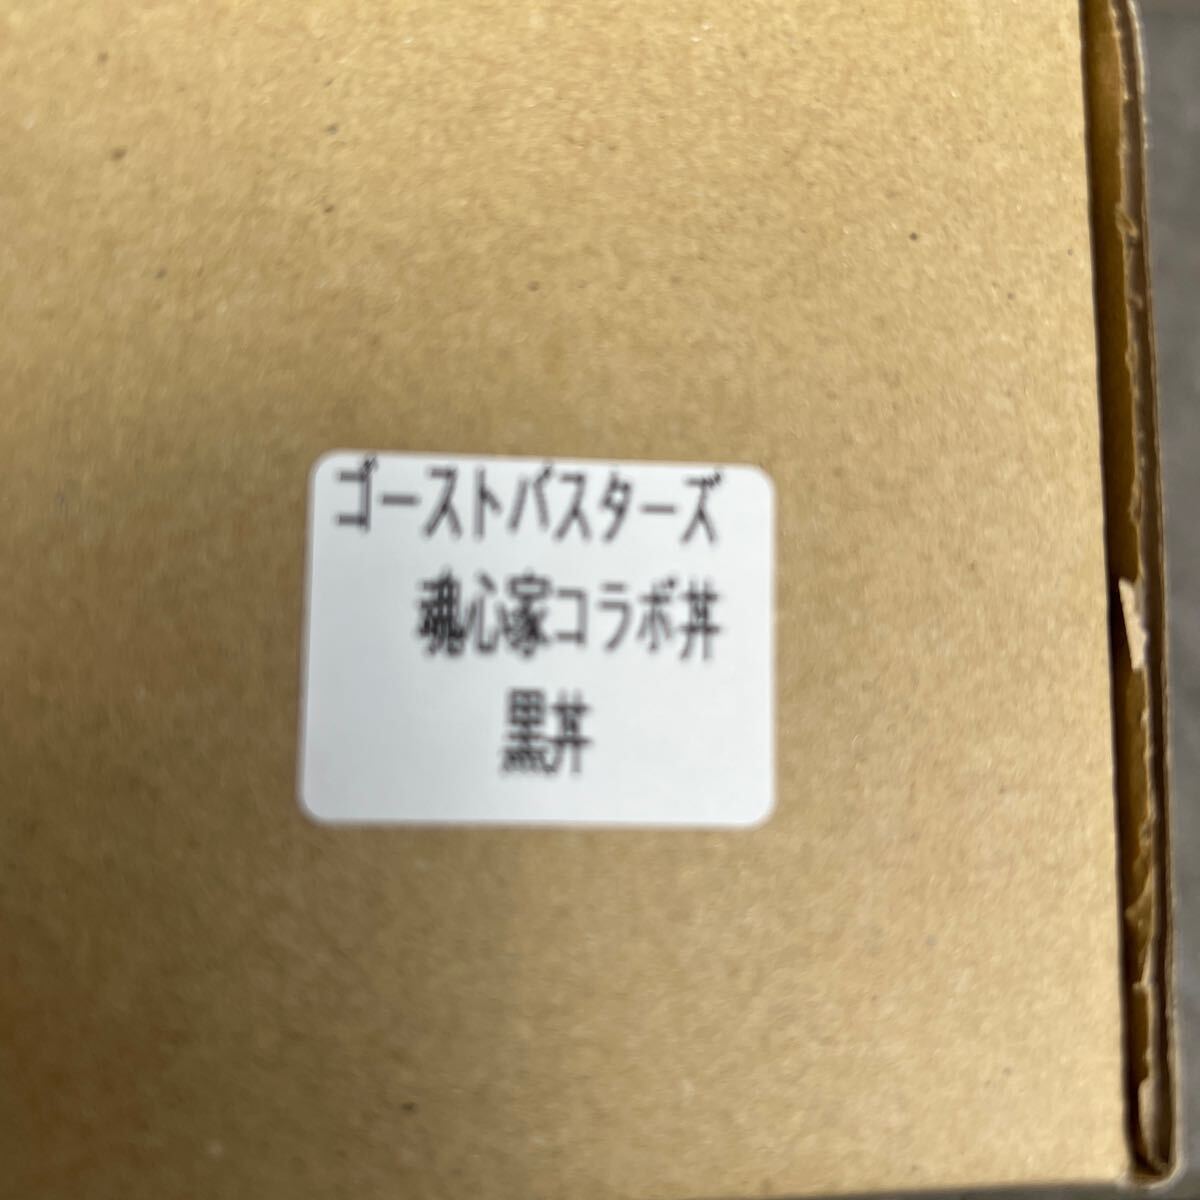 ゴーストバスターズ
魂心家コラボ丼
黒丼